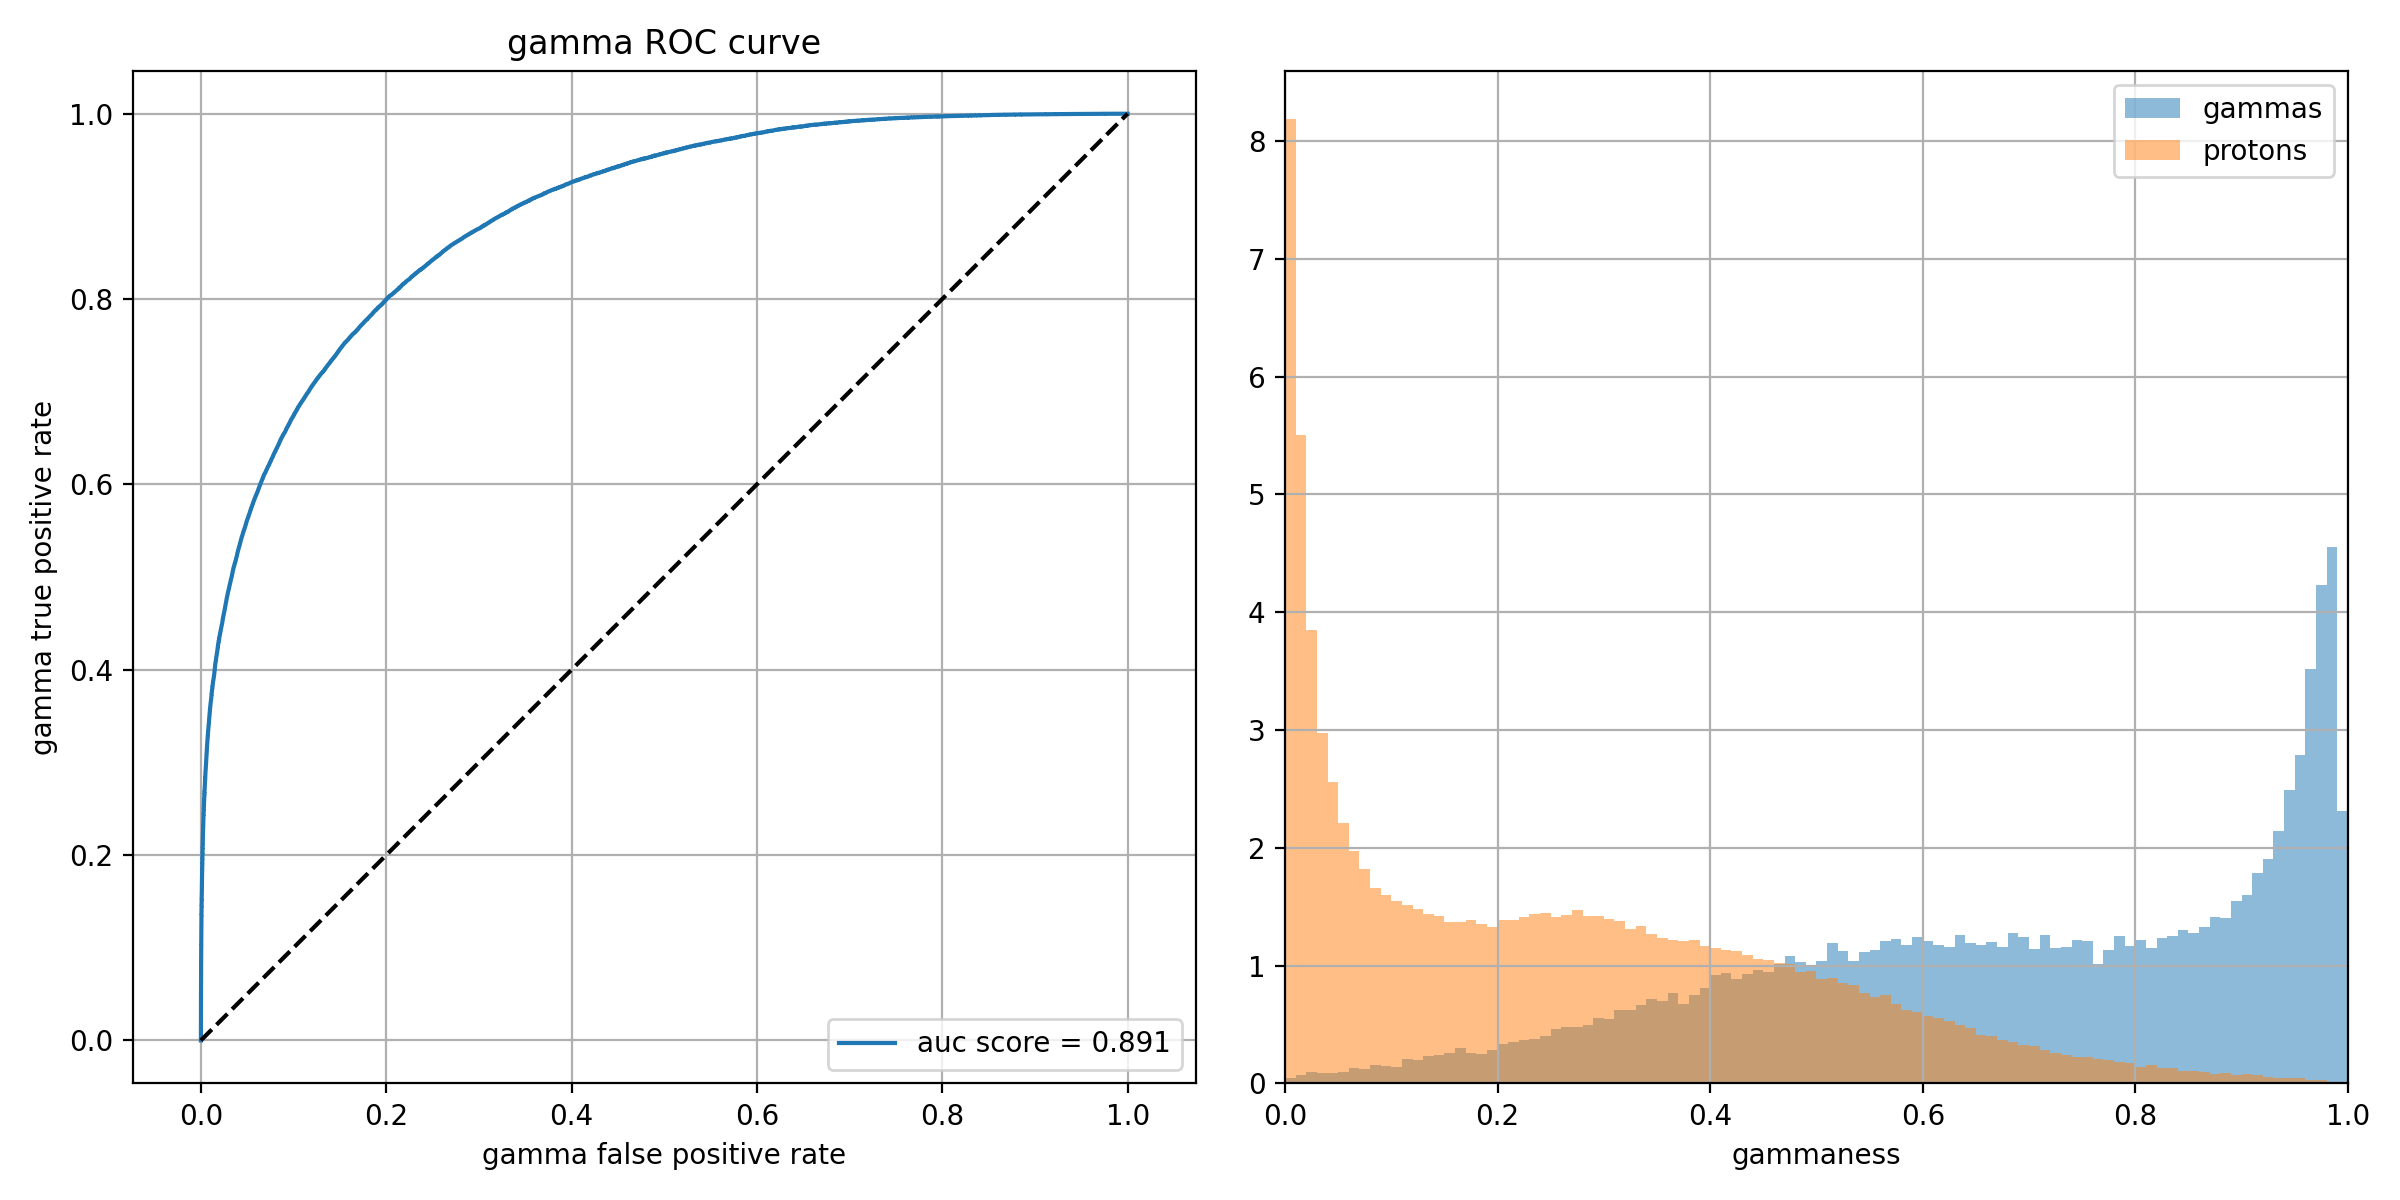 gamma ROC curve
gamma true positive rate
1.0
0.8
0.6
0.4
0.2
0.0
0.0 0.2 0.4 0.6 0.8 1.0
gamma false positive rate
auc score = 0.891
8
7
6
5
4
3
2
1
0
0.0 0.2 0.4 0.6 0.8 1.0
gammaness
gammas
protons